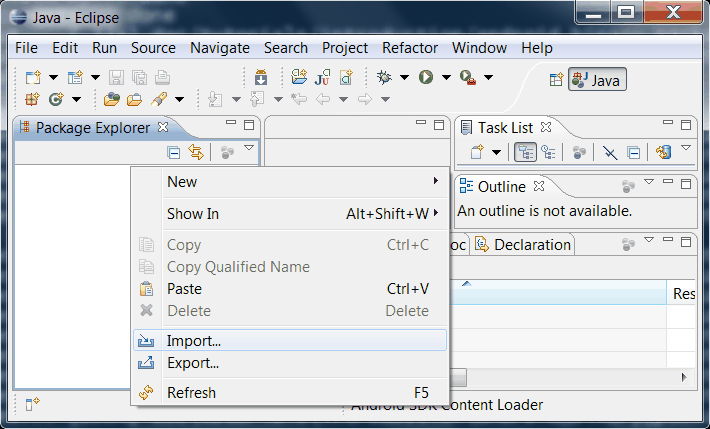 Java - Eclipse
File Edit Run Source Navigate Search Project Refactor Window Help
Java
Package Explorer
Task List
New
Show In Alt+Shift+W
Copy Ctrl+C
Copy Qualified Name
Paste Ctrl+V
Delete Delete
Import...
Export...
Refresh F5
Outline
An outline is not available.
oc Declaration
Res
Android SDK Content Loader